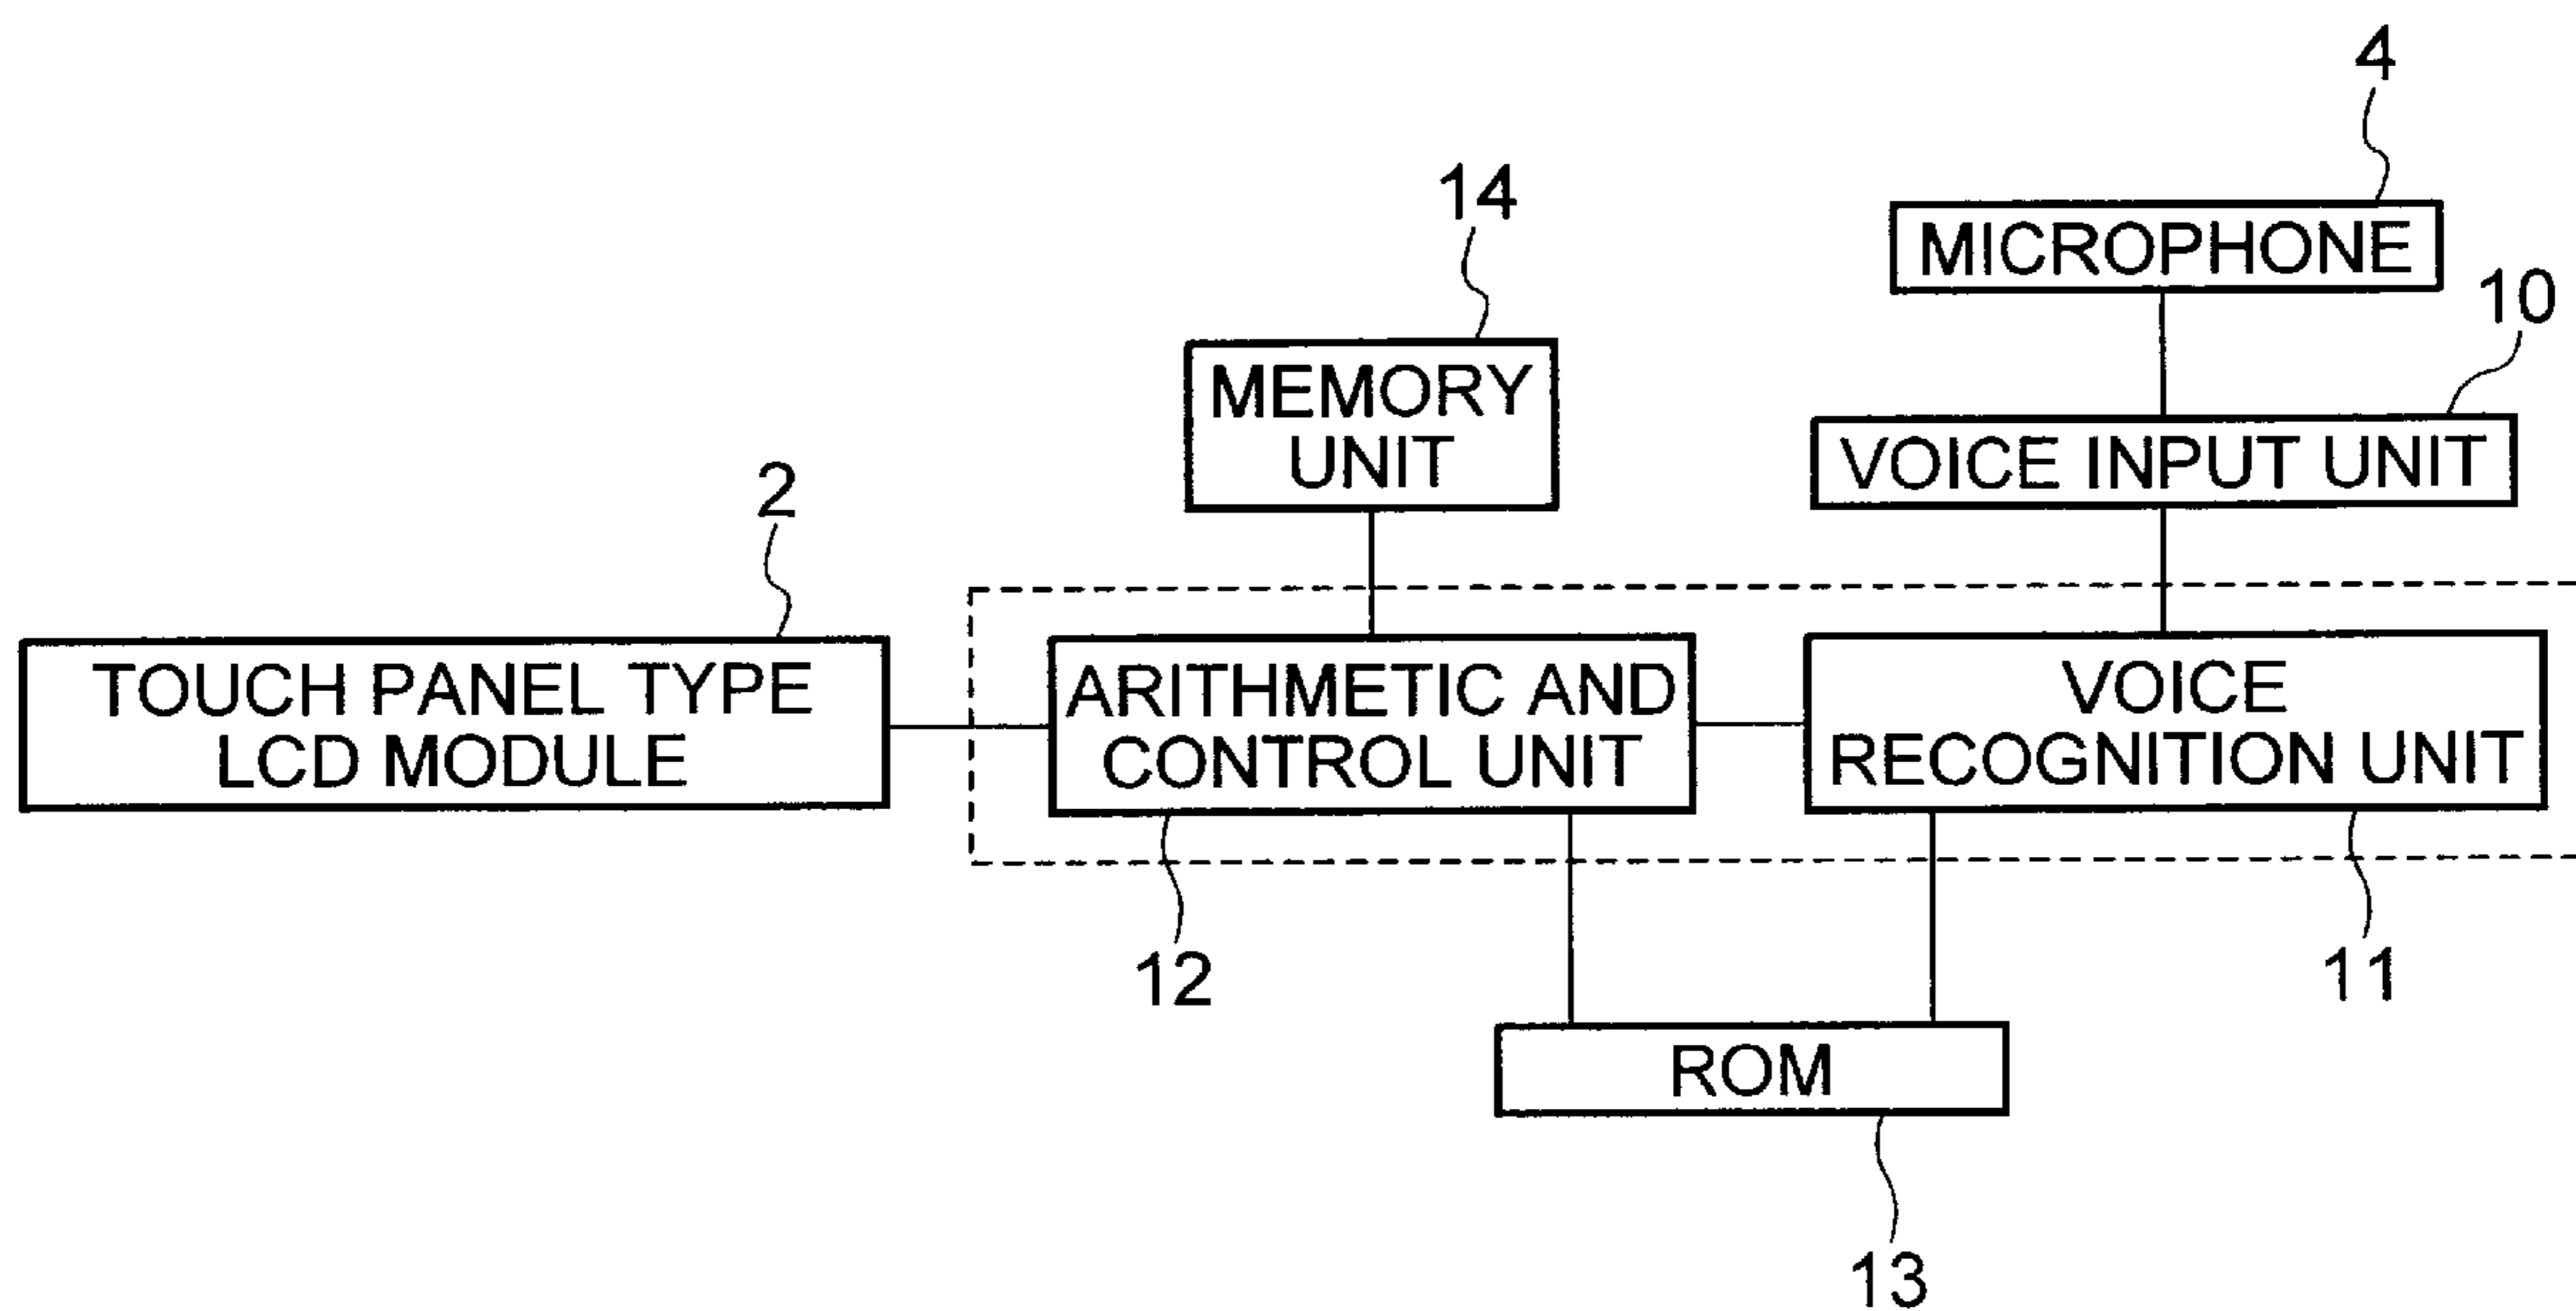 4
14
MICROPHONE
10
MEMORY
UNIT
VOICE INPUT UNIT
2
TOUCH PANEL TYPE
LCD MODULE
ARITHMETIC AND
CONTROL UNIT
VOICE
RECOGNITION UNIT
12
11
ROM
13